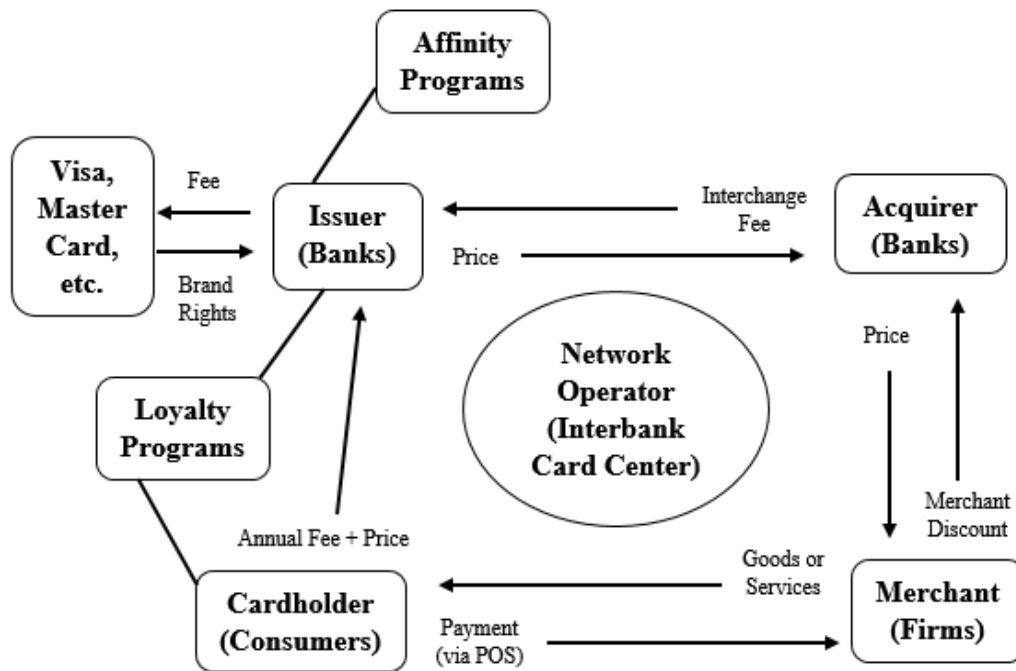 Affinity
Programs
Visa,
Master
Card,
etc.
Fee
Brand
Rights
Issuer
(Banks)
Interchange
Fee
Price
Acquirer
(Banks)
Network
Operator
(Interbank
Card Center)
Price
Merchant
Discount
Loyalty
Programs
Annual Fee + Price
Goods or
Services
Cardholder
(Consumers)
Payment
(via POS)
Merchant
(Firms)